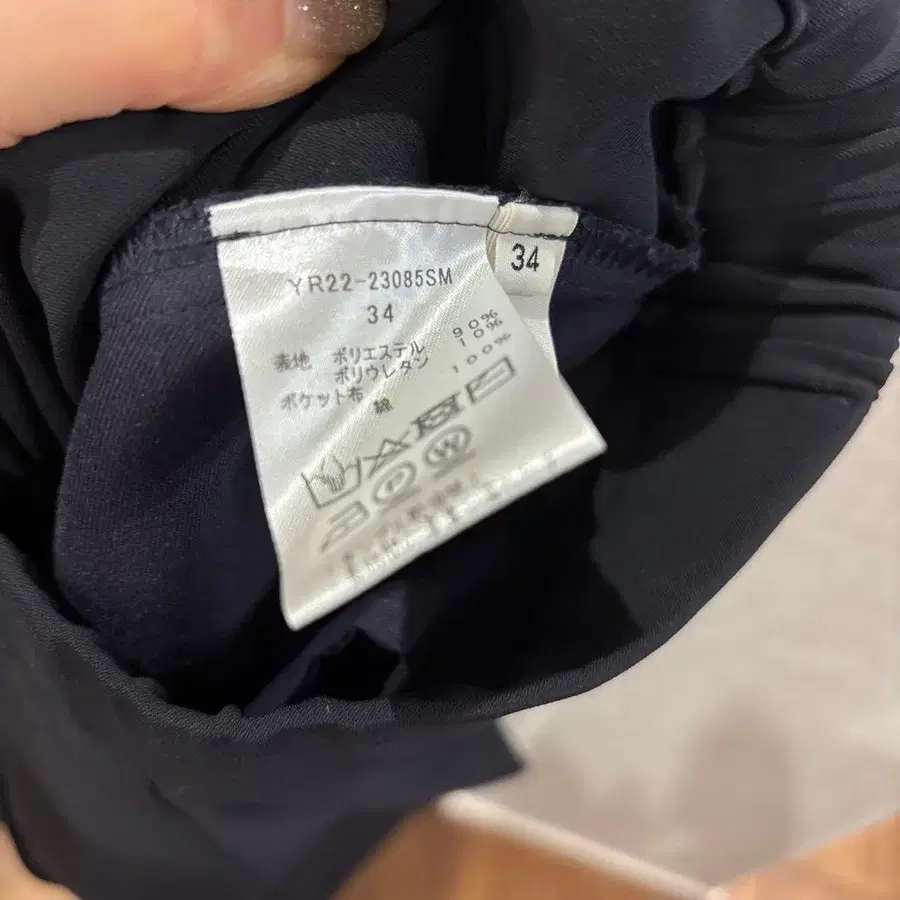 YR22-23085SM
34
34
表地 ポリエステル 90%
ポリウレタン 10%
ポケット布 綿 100%
P W